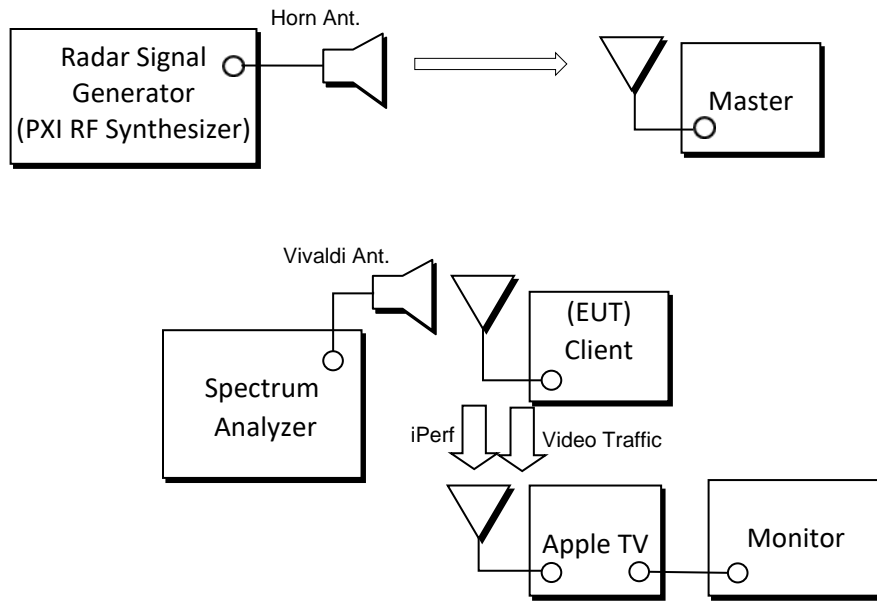 Horn Ant.
Radar Signal
Generator
(PXI RF Synthesizer)
Master
Vivaldi Ant.
(EUT)
Client
Spectrum
Analyzer
iPerf
Video Traffic
Apple TV
Monitor